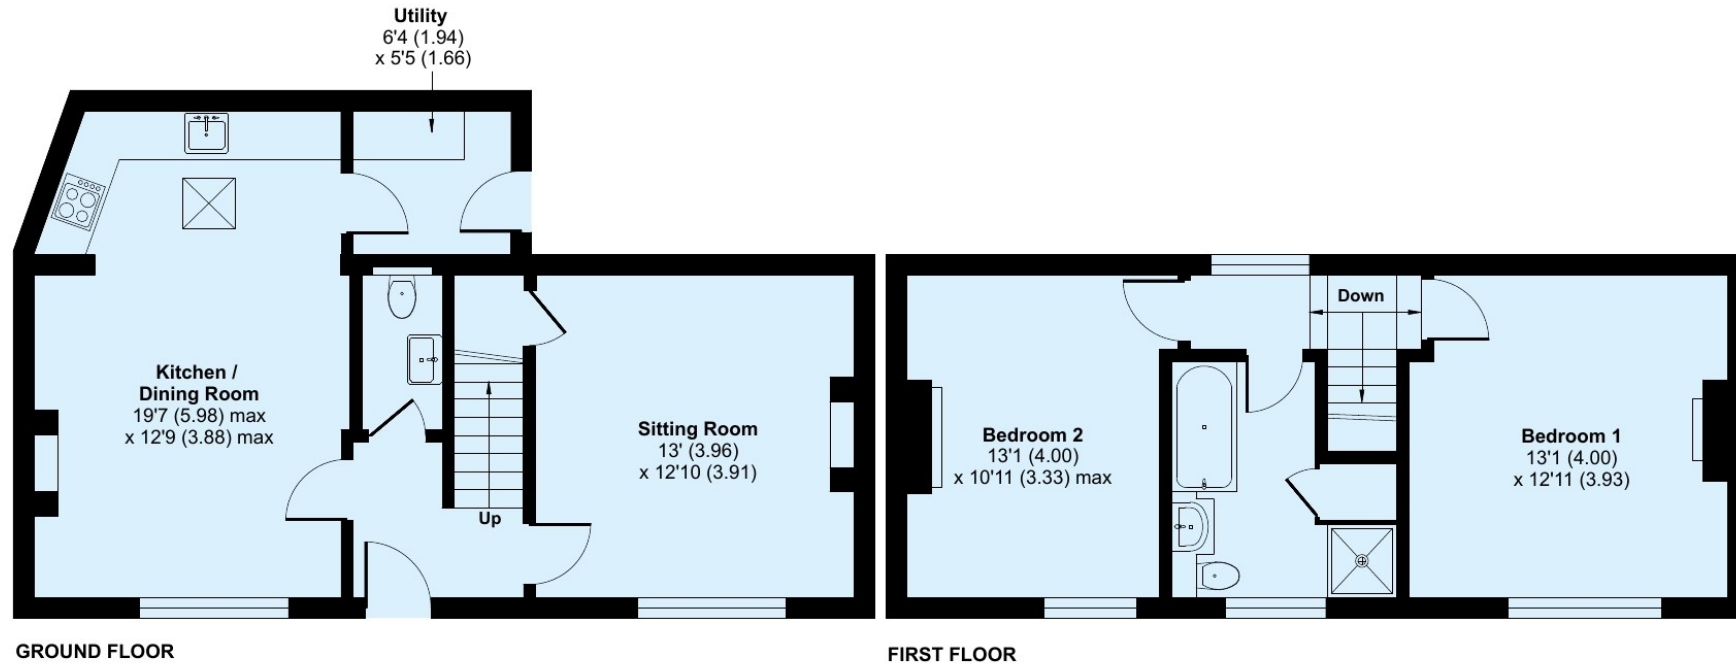 Utility
6'4 (1.94)
x 5'5 (1.66)
Kitchen /
Dining Room
19'7 (5.98) max
x 12'9 (3.88) max
Up
Sitting Room
13' (3.96)
x 12'10 (3.91)
GROUND FLOOR
Down
Bedroom 2
13'1 (4.00)
x 10'11 (3.33) max
Bedroom 1
13'1 (4.00)
x 12'11 (3.93)
FIRST FLOOR